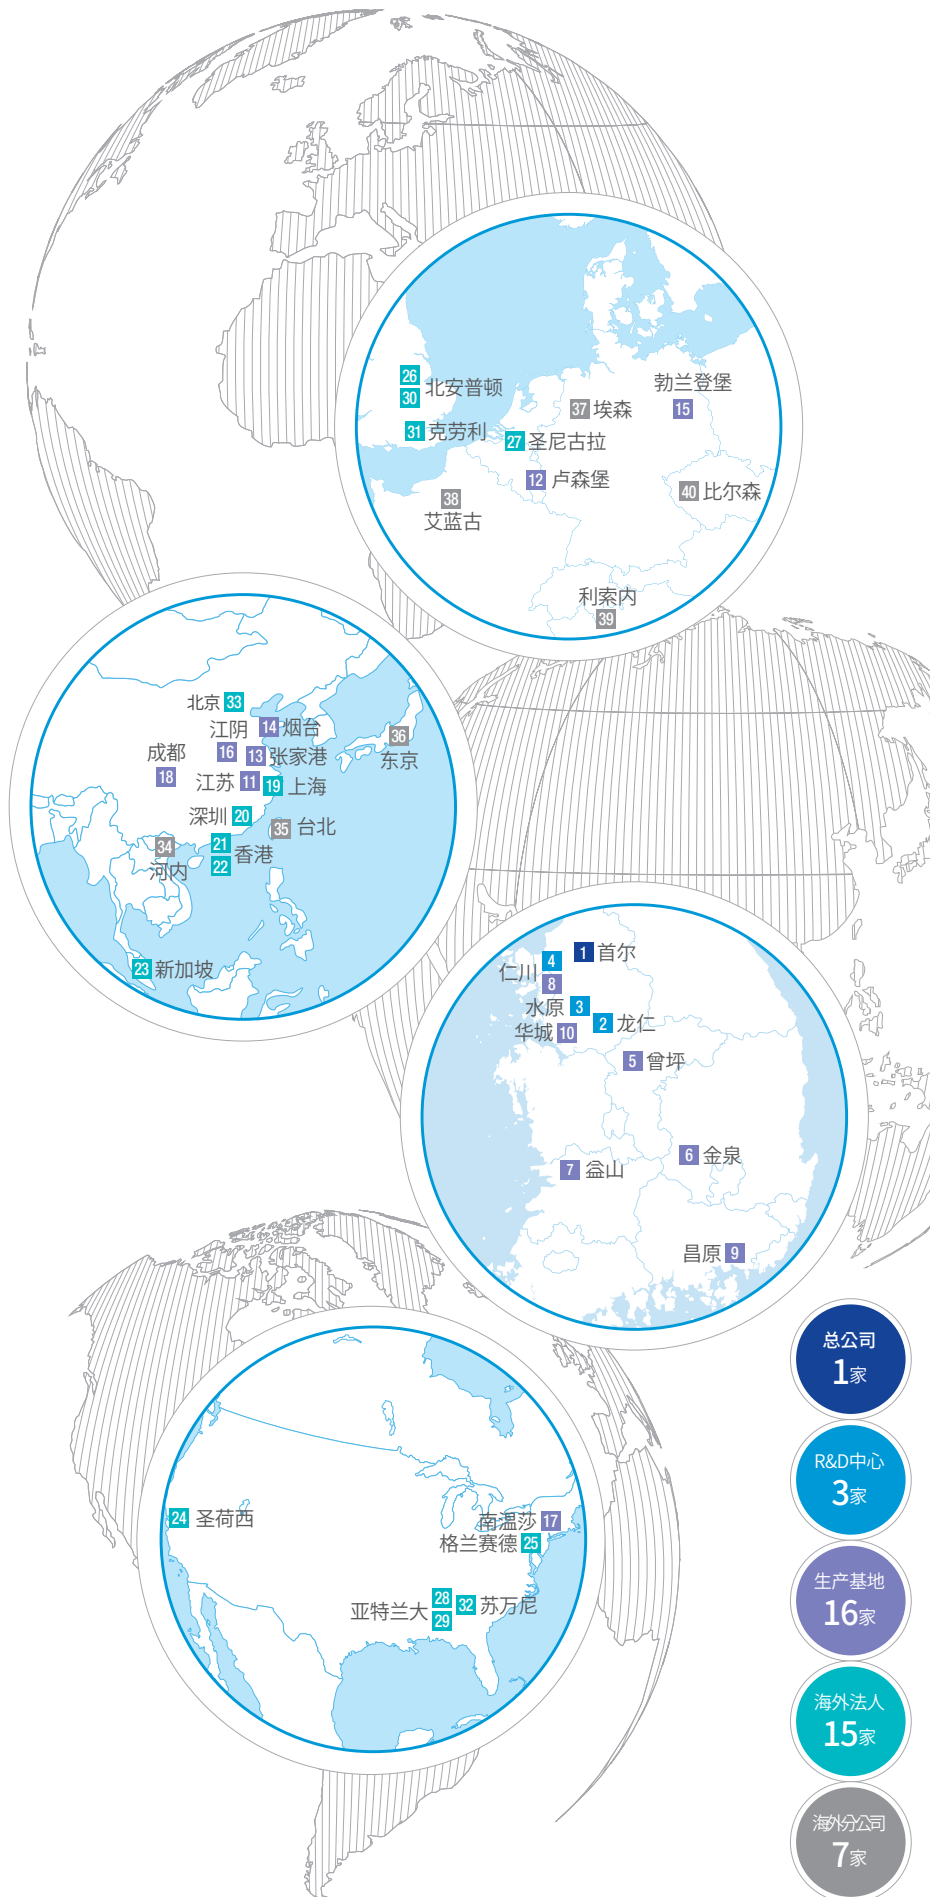 26
30
北安普顿
31 克劳利
37 埃森
勃兰登堡
15
27 圣尼古拉
12 卢森堡
38
艾蓝古
40 比尔森
利索内
39
北京 33
14 烟台
江阴
16
13 张家港
成都
18
江苏 11
19 上海
36
东京
深圳 20
35 台北
21
22
香港
34
河内
23 新加坡
1 首尔
仁川
4
8
水原 3
2 龙仁
华城 10
5 曾坪
6 金泉
7 益山
昌原 9
24 圣荷西
南温莎 17
格兰赛德 25
亚特兰大
28
29
32 苏万尼
总公司
1家
R&D中心
3家
生产基地
16家
海外法人
15家
海外分公司
7家